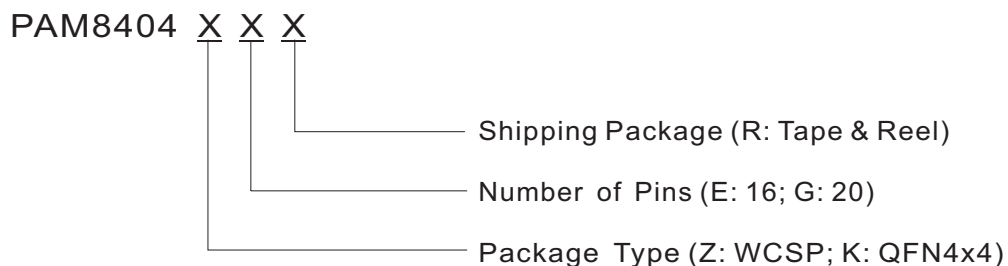 PAM8404 X X X
Shipping Package (R: Tape & Reel)
Number of Pins (E: 16; G: 20)
Package Type (Z: WCSP; K: QFN4x4)